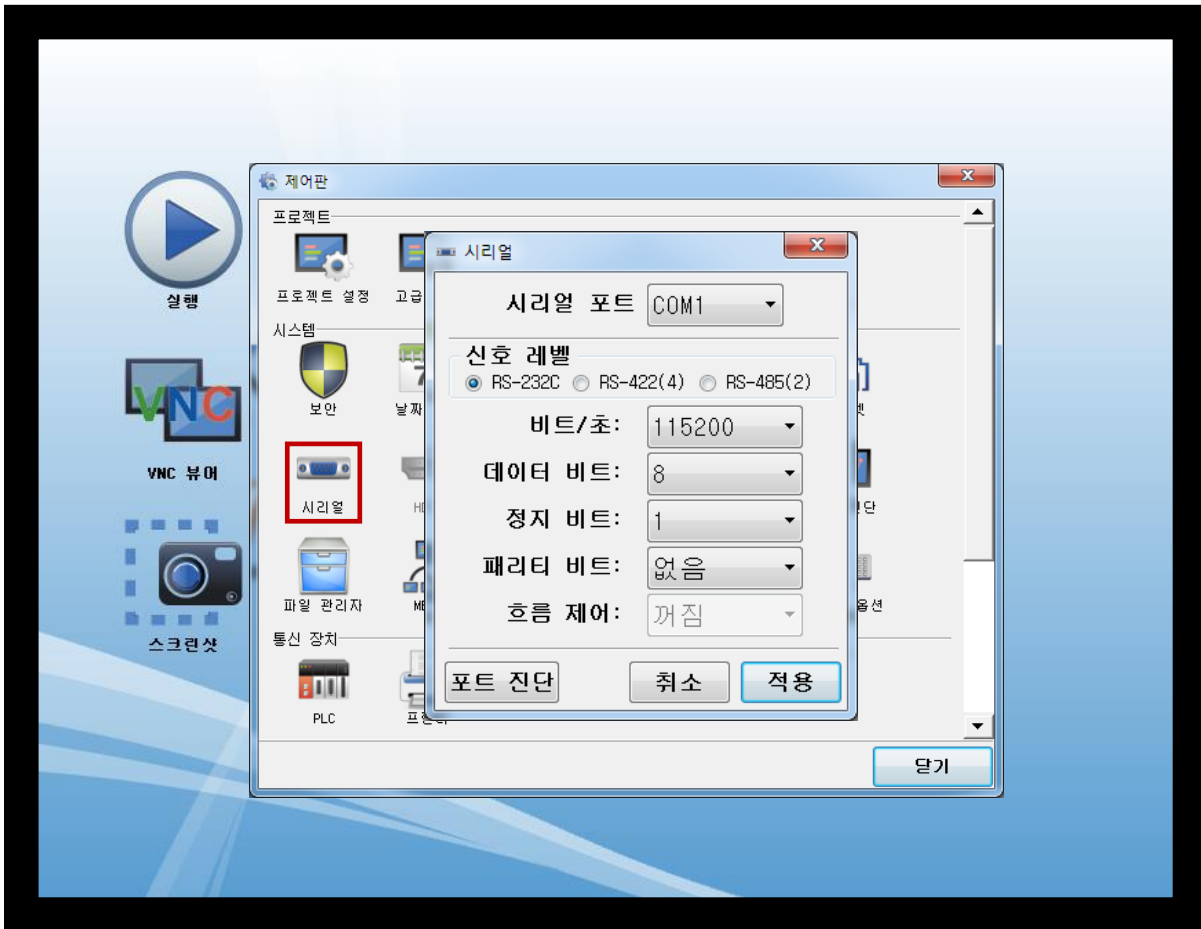 제어판
프로젝트
프로젝트 설정
고급
시스템
보안
날짜
시리얼
파일 관리자
통신 장치
PLC
닫기
시리얼
시리얼 포트 COM1
신호 레벨
RS-232C RS-422(4) RS-485(2)
비트/초: 115200
데이터 비트: 8
정지 비트: 1
패리티 비트: 없음
흐름 제어: 꺼짐
포트 진단 취소 적용
실행
VNC
VNC 뷰어
스크린샷